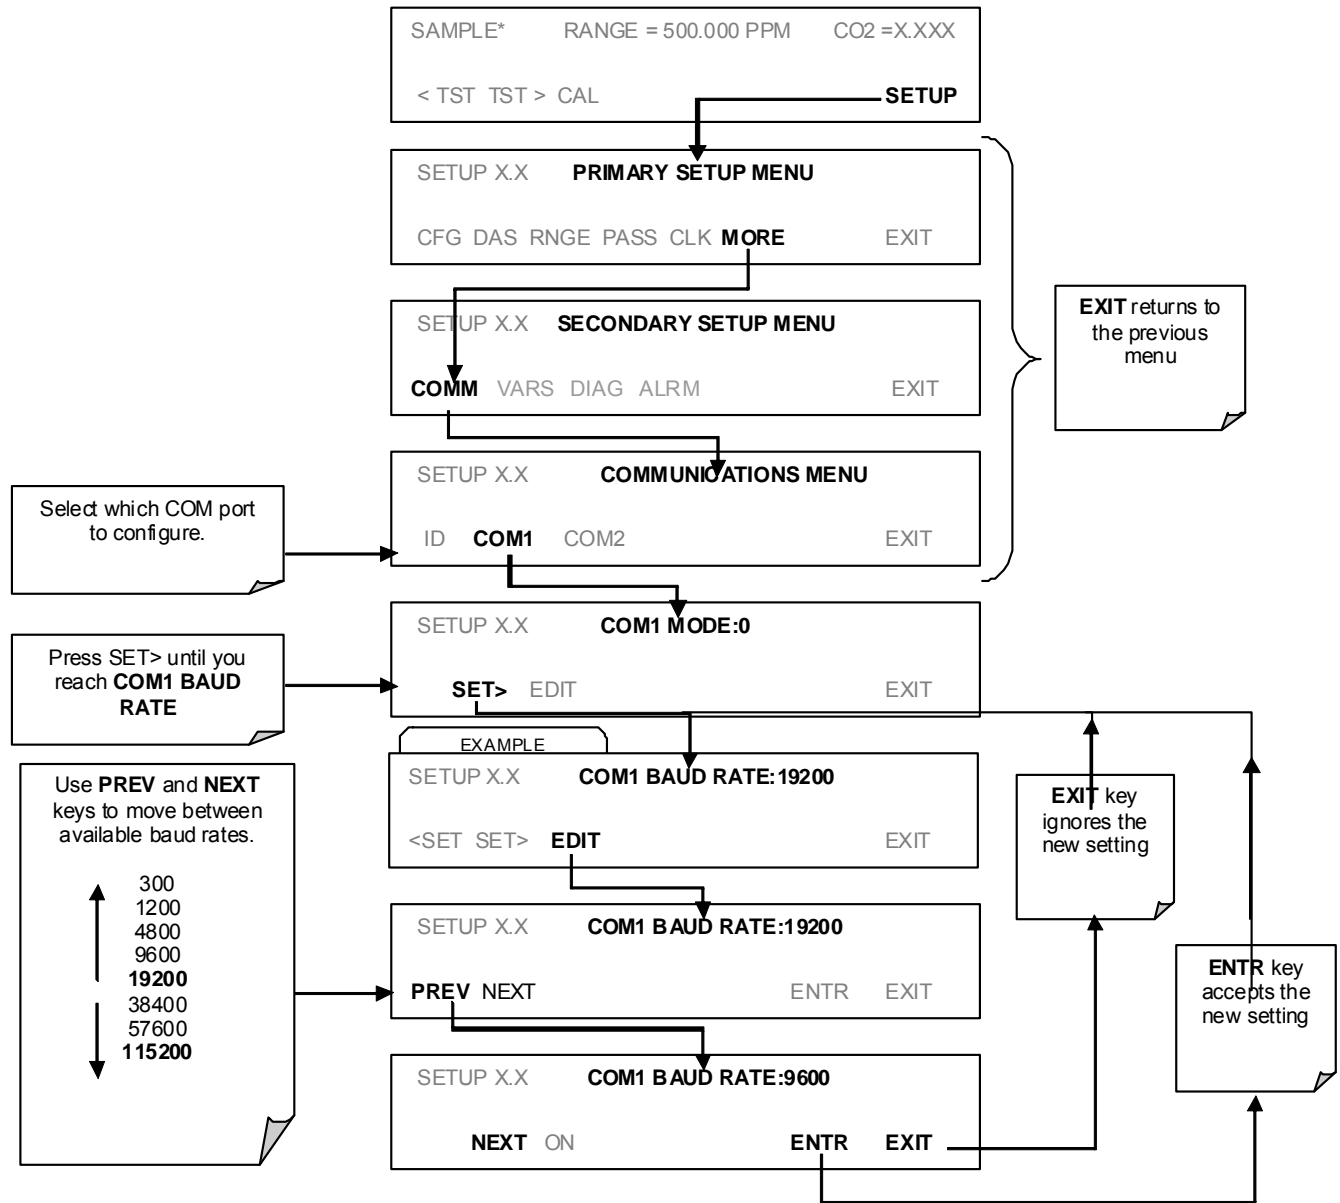 SAMPLE* RANGE = 500.000 PPM CO2 =X.XXX
< TST TST > CAL SETUP
SETUP X.X PRIMARY SETUP MENU
CFG DAS RNGE PASS CLK MORE EXIT
SETUP X.X SECONDARY SETUP MENU
COMM VARS DIAG ALRM EXIT
EXIT returns to
the previous
menu
SETUP X.X COMMUNICATIONS MENU
ID COM1 COM2 EXIT
Select which COM port
to configure.
SETUP X.X COM1 MODE:0
SET> EDIT EXIT
Press SET> until you
reach COM1 BAUD
RATE
EXAMPLE
SETUP X.X COM1 BAUD RATE:19200
<SET SET> EDIT EXIT
Use PREV and NEXT
keys to move between
available baud rates.
300
1200
4800
9600
19200
38400
57600
115200
EXIT key
ignores the
new setting
SETUP X.X COM1 BAUD RATE:19200
PREV NEXT ENTR EXIT
ENTR key
accepts the
new setting
SETUP X.X COM1 BAUD RATE:9600
NEXT ON ENTR EXIT